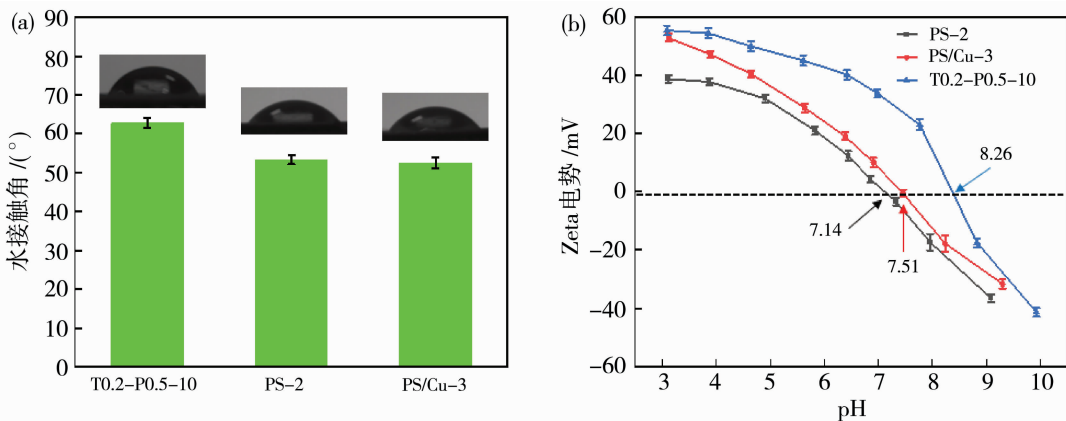 (a)
水接触角/(°)
90
80
70
60
50
40
30
20
10
0
T0.2-P0.5-10
PS-2
PS/Cu-3
(b)
Zeta电势/mV
60
40
20
0
-20
-40
-60
PS-2
PS/Cu-3
T0.2-P0.5-10
8.26
7.14
7.51
3 4 5 6 7 8 9 10
pH